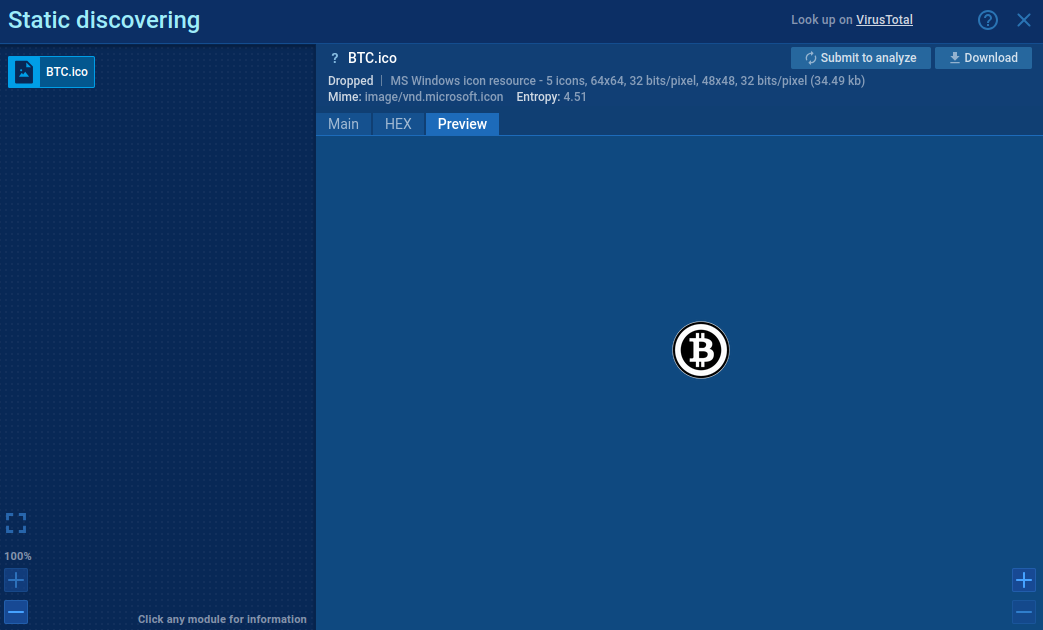 Static discovering
Look up on VirusTotal
?
BTC.ico
? BTC.ico
Submit to analyze
Download
Dropped | MS Windows icon resource - 5 icons, 64x64, 32 bits/pixel, 48x48, 32 bits/pixel (34.49 kb)
Mime: image/vnd.microsoft.icon Entropy: 4.51
Main HEX Preview
₿
100%
Click any module for information